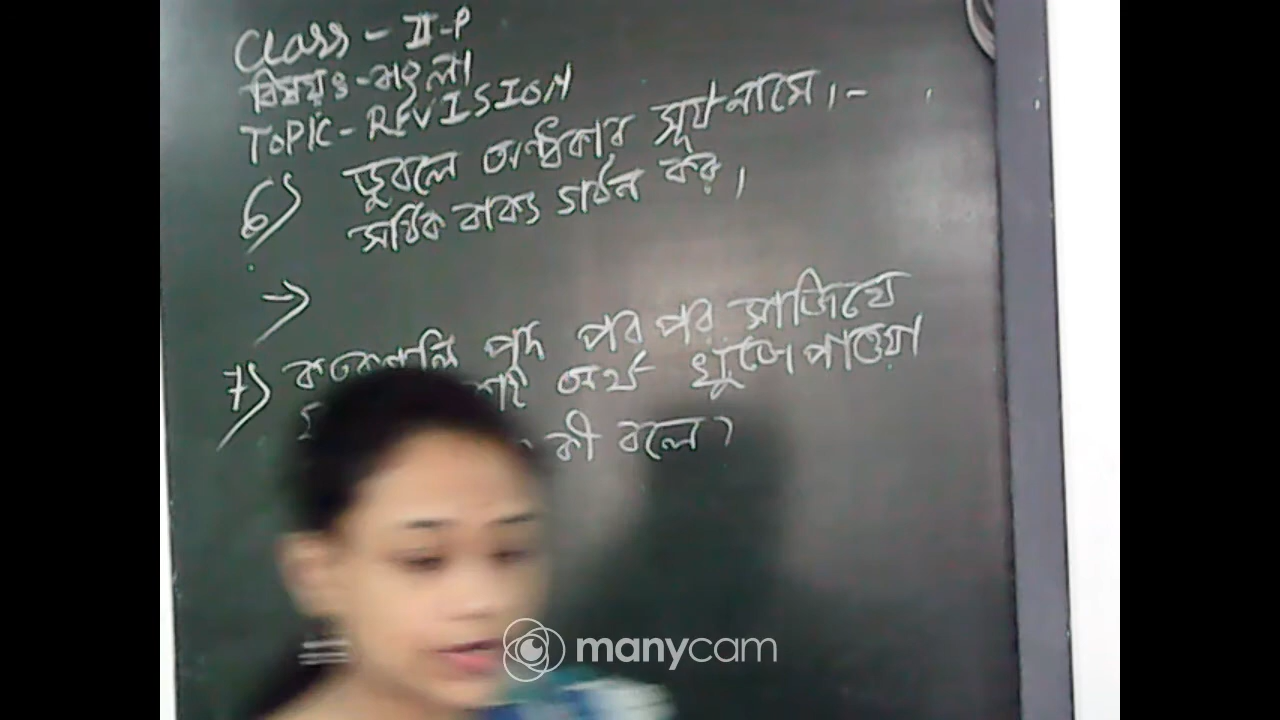 Class - II-P
বিষয়ঃ - বাংলা
TOPIC - REVISION
6) ডুবলে অন্ধকার সূর্য নামে।-
সঠিক বাক্য গঠন কর।
→
7) কতকগুলি পদ পর পর সাজিয়ে
অর্থ খুঁজে পাওয়া
কী বলে?
manycam